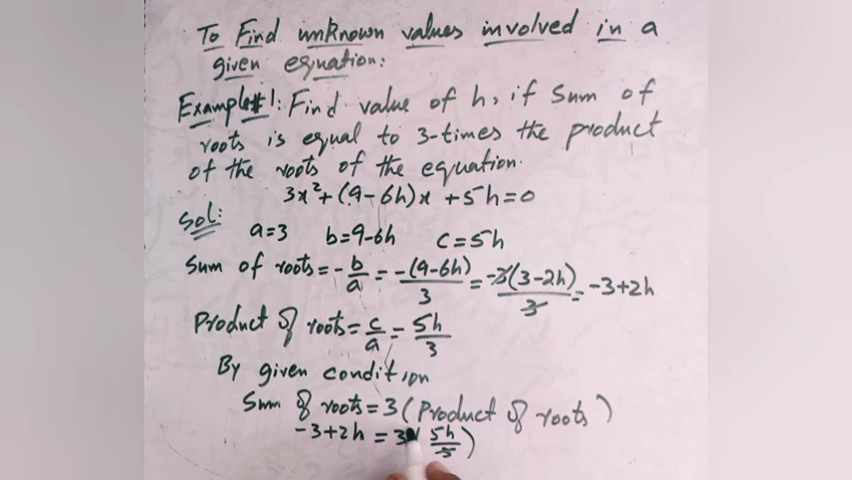 To Find unknown values involved in a
given equation:
Example#1: Find value of h, if Sum of
roots is equal to 3-times the product
of the roots of the equation.
3x²+(9-6h)x +5h=0
Sol:
a=3 b=9-6h c=5h
Sum of roots = -b/a = -(9-6h)/3 = -3(3-2h)/3 = -3+2h
Product of roots = c/a = 5h/3
By given condition
Sum of roots = 3(Product of roots)
-3+2h = 3(5h/3)